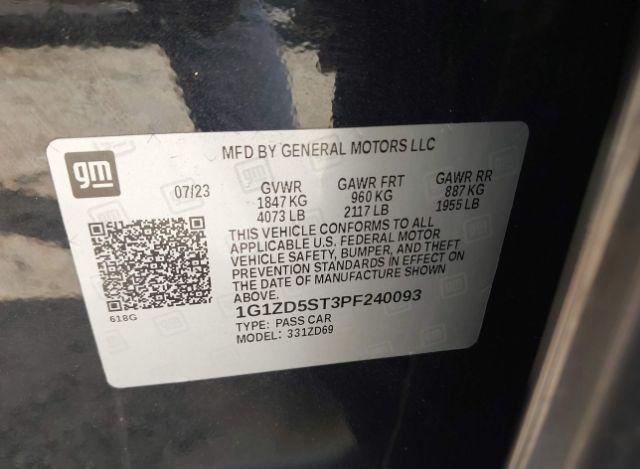 MFD BY GENERAL MOTORS LLC
gm
07/23 GVWR GAWR FRT GAWR RR
1847 KG 960 KG 887 KG
4073 LB 2117 LB 1955 LB
THIS VEHICLE CONFORMS TO ALL
APPLICABLE U.S. FEDERAL MOTOR
VEHICLE SAFETY, BUMPER, AND THEFT
PREVENTION STANDARDS IN EFFECT ON
THE DATE OF MANUFACTURE SHOWN
ABOVE.
1G1ZD5ST3PF240093
618G
TYPE: PASS CAR
MODEL: 331ZD69